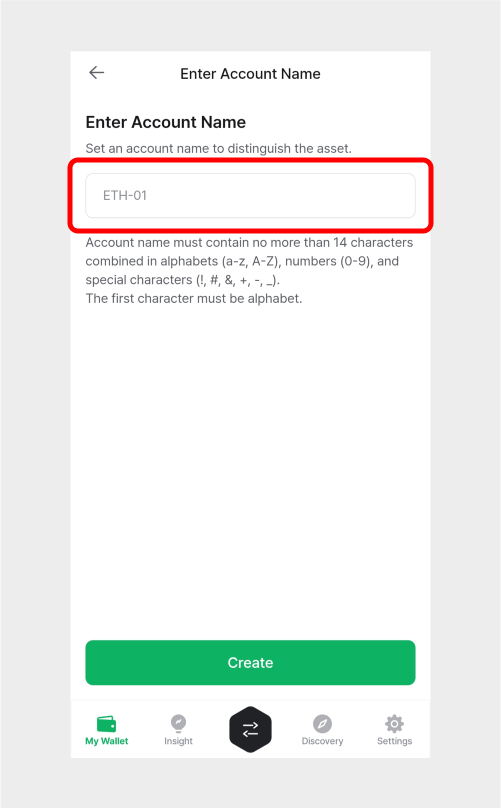 Enter Account Name
Enter Account Name
Set an account name to distinguish the asset.
ETH-01
Account name must contain no more than 14 characters
combined in alphabets (a-z, A-Z), numbers (0-9), and
special characters (!, #, &, +, -, _).
The first character must be alphabet.
Create
My Wallet
Insight
Discovery
Settings